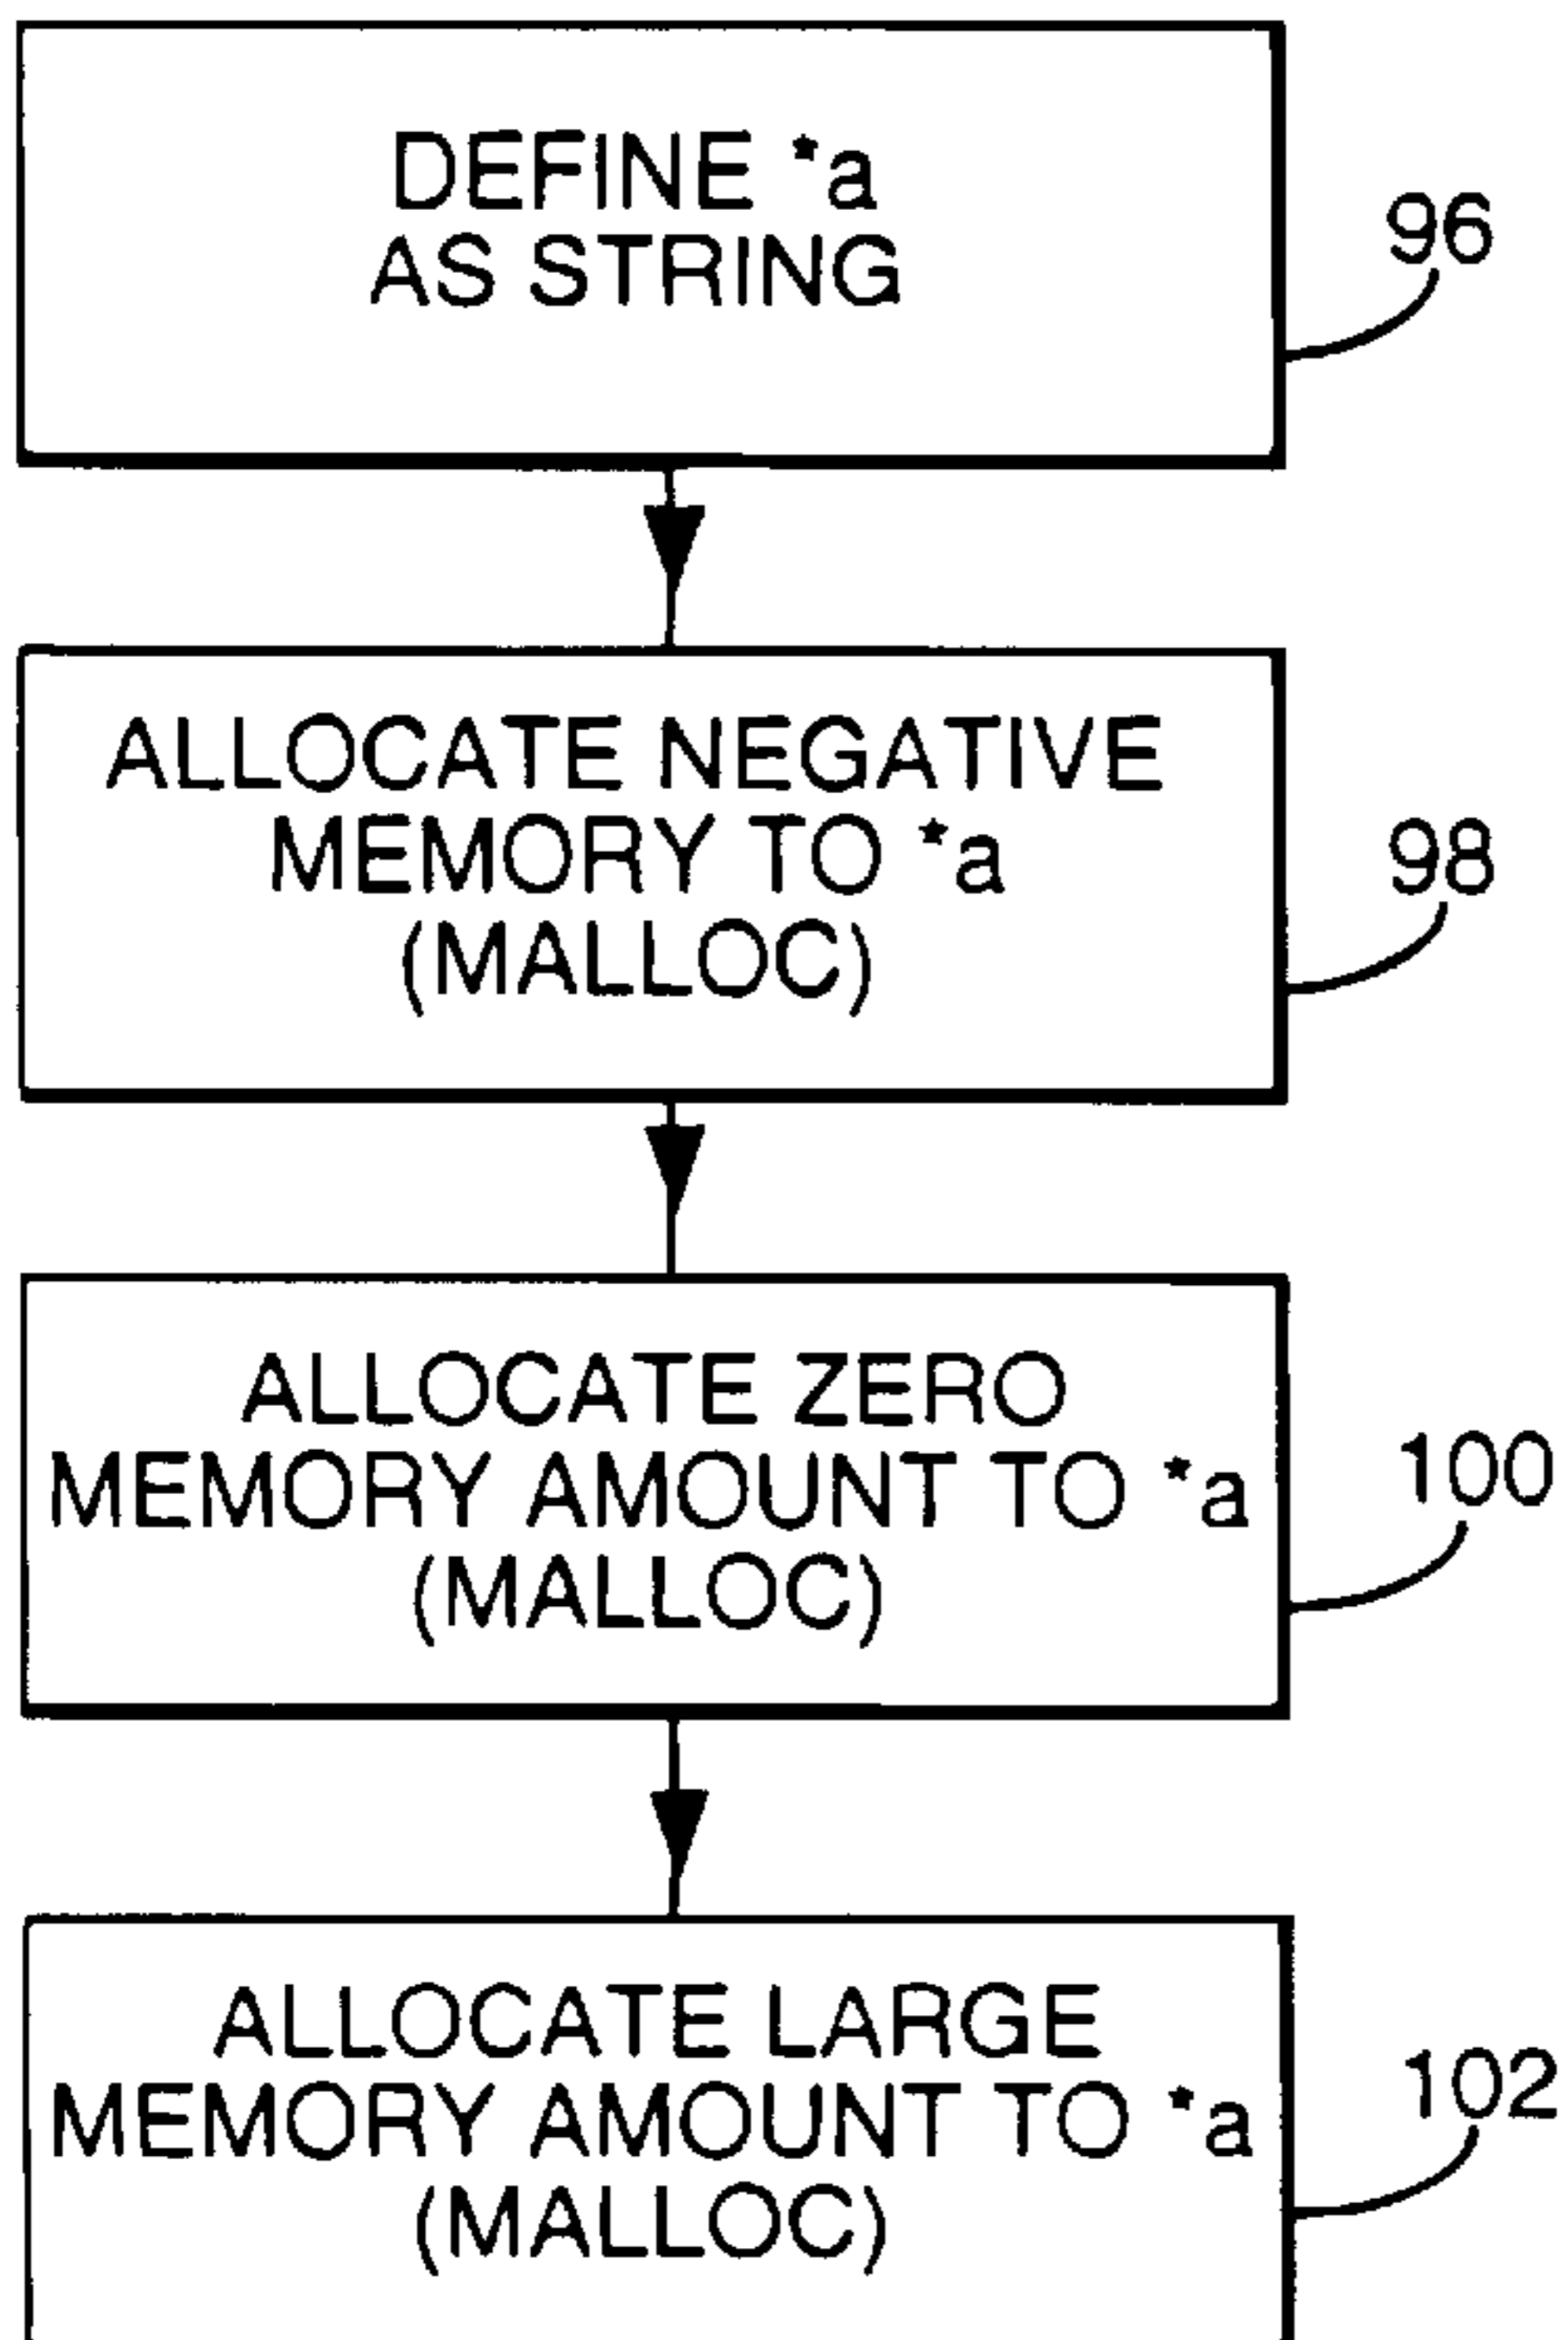 DEFINE *a
AS STRING
96
ALLOCATE NEGATIVE
MEMORY TO *a
(MALLOC)
98
ALLOCATE ZERO
MEMORY AMOUNT TO *a
(MALLOC)
100
ALLOCATE LARGE
MEMORY AMOUNT TO *a
(MALLOC)
102